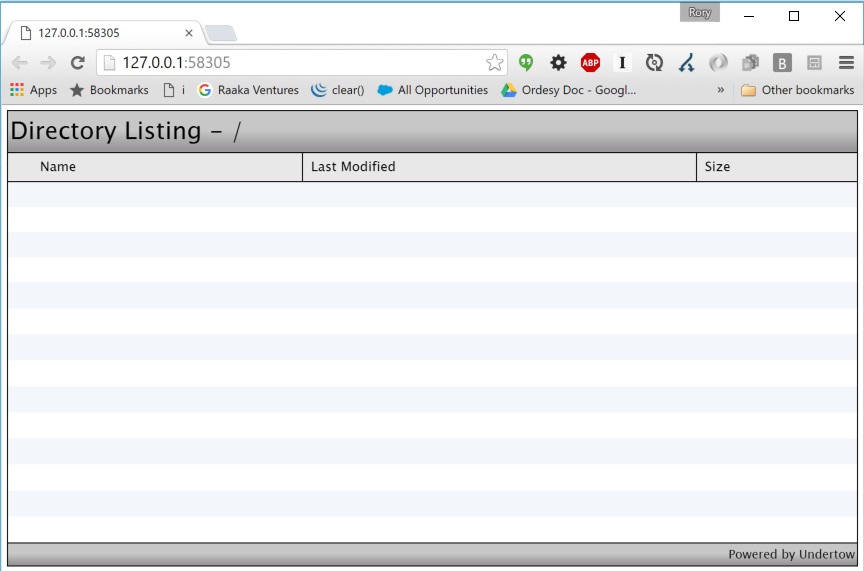 Rory
127.0.0.1:58305
127.0.0.1:58305
ABP I B
Apps Bookmarks i Raaka Ventures clear() All Opportunities Ordesy Doc - Googl... » Other bookmarks
Directory Listing - /
Name Last Modified Size
Powered by Undertow